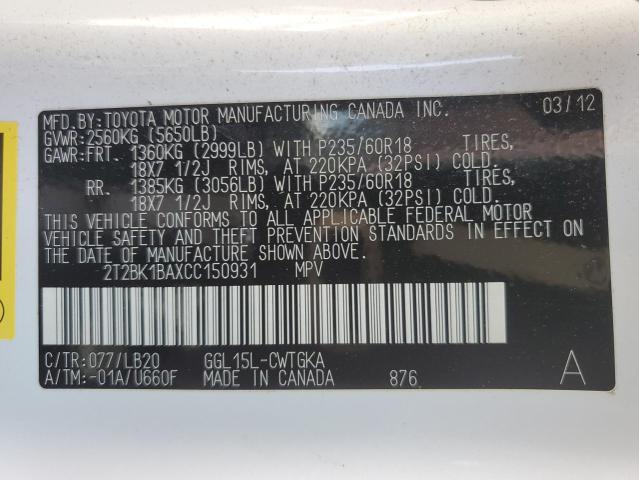 MFD.BY:TOYOTA MOTOR MANUFACTURING CANADA INC. 03/12
GVWR:2560KG (5650LB)
GAWR:FRT. 1360KG (2999LB) WITH P235/60R18 TIRES,
18X7 1/2J RIMS, AT 220KPA (32PSI) COLD.
RR. 1385KG (3056LB) WITH P235/60R18 TIRES,
18X7 1/2J RIMS, AT 220KPA (32PSI) COLD.
THIS VEHICLE CONFORMS TO ALL APPLICABLE FEDERAL MOTOR
VEHICLE SAFETY AND THEFT PREVENTION STANDARDS IN EFFECT ON
THE DATE OF MANUFACTURE SHOWN ABOVE.
2T2BK1BAXCC150931 MPV
C/TR:077/LB20 GGL15L-CWTGKA
A/TM:-01A/U660F MADE IN CANADA 876 A